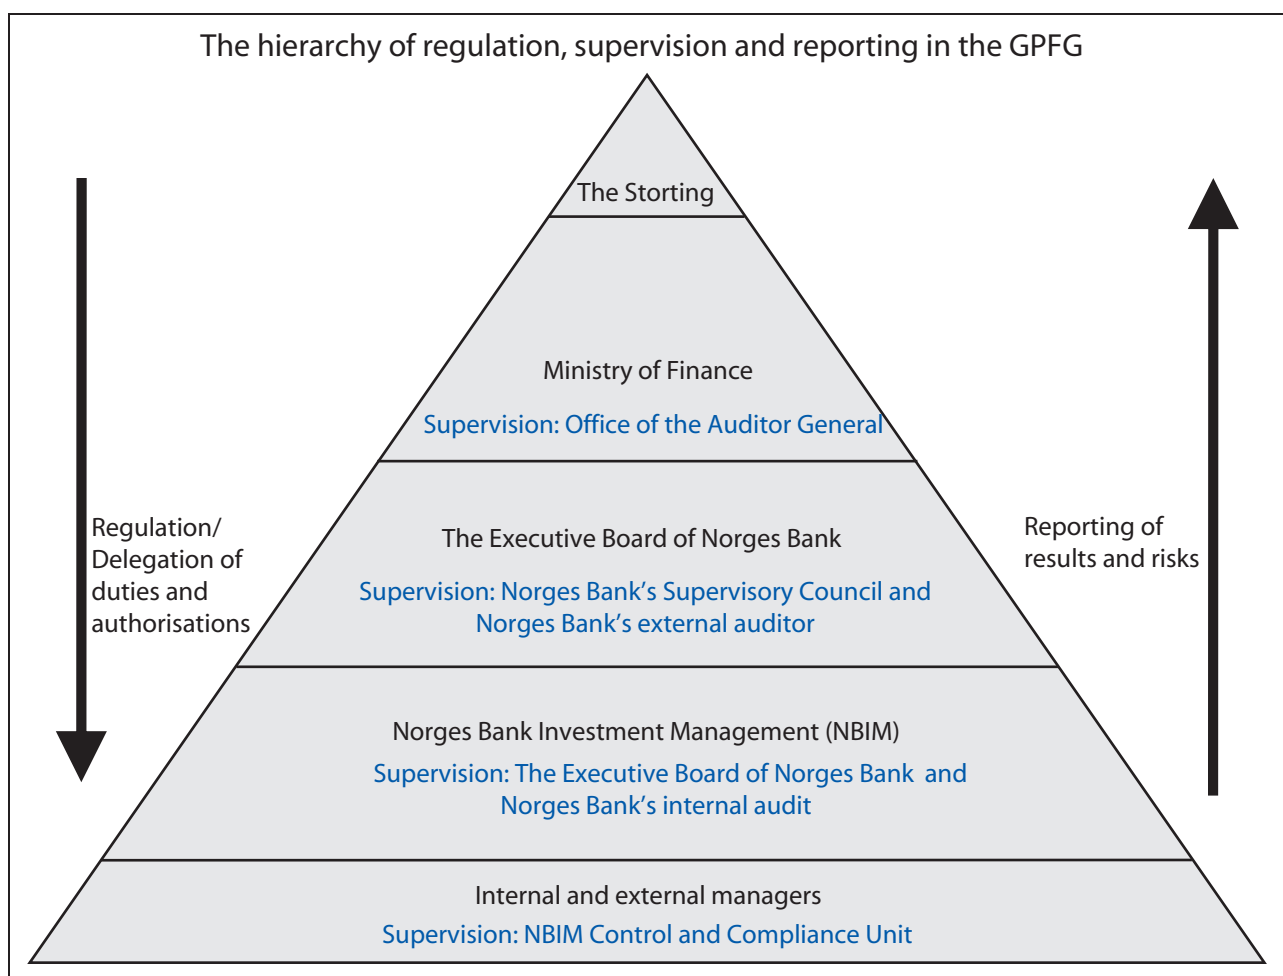 The hierarchy of regulation, supervision and reporting in the GPFG
The Storting
Ministry of Finance
Supervision: Office of the Auditor General
Regulation/
Delegation of
duties and
authorisations
The Executive Board of Norges Bank
Supervision: Norges Bank’s Supervisory Council and
Norges Bank’s external auditor
Reporting of
results and risks
Norges Bank Investment Management (NBIM)
Supervision: The Executive Board of Norges Bank and
Norges Bank’s internal audit
Internal and external managers
Supervision: NBIM Control and Compliance Unit